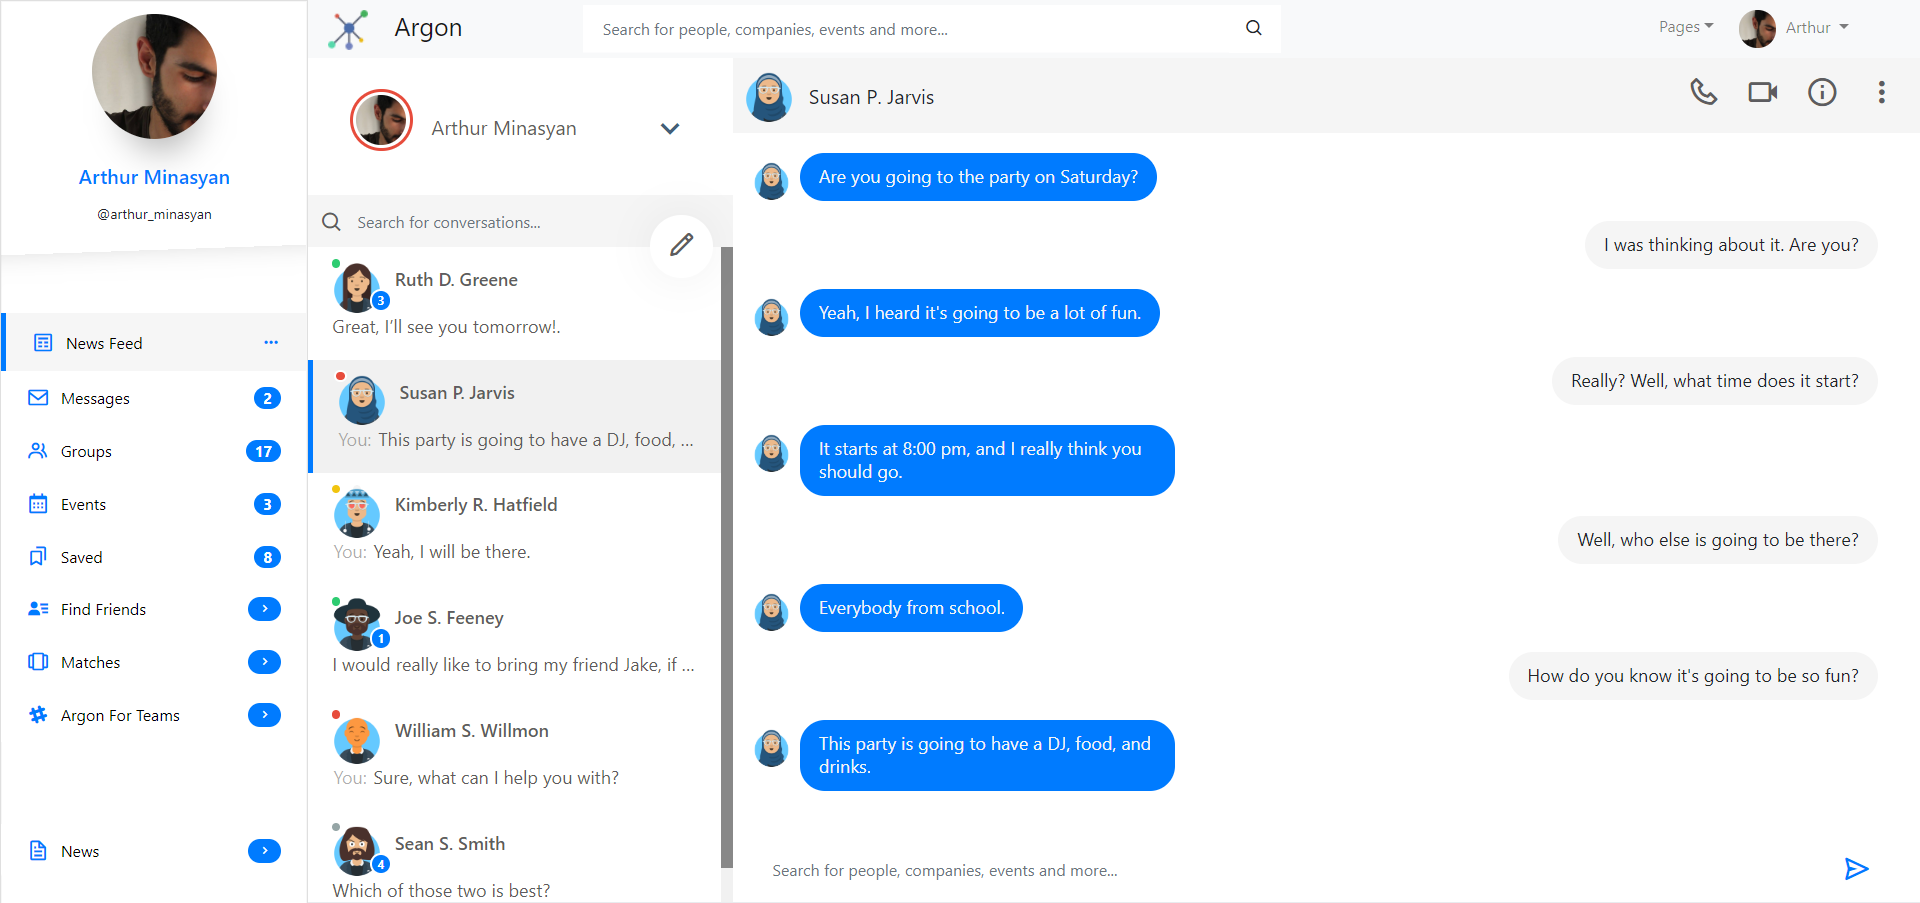 Arthur Minasyan
@arthur_minasyan
News Feed
Messages 2
Groups 17
Events 3
Saved 8
Find Friends
Matches
Argon For Teams
News
Argon
Search for people, companies, events and more...
Pages
Arthur
Arthur Minasyan
Search for conversations...
Ruth D. Greene
3
Great, I’ll see you tomorrow!.
Susan P. Jarvis
You: This party is going to have a DJ, food, ...
Kimberly R. Hatfield
You: Yeah, I will be there.
Joe S. Feeney
1
I would really like to bring my friend Jake, if ...
William S. Willmon
You: Sure, what can I help you with?
Sean S. Smith
4
Which of those two is best?
Susan P. Jarvis
Are you going to the party on Saturday?
I was thinking about it. Are you?
Yeah, I heard it's going to be a lot of fun.
Really? Well, what time does it start?
It starts at 8:00 pm, and I really think you
should go.
Well, who else is going to be there?
Everybody from school.
How do you know it's going to be so fun?
This party is going to have a DJ, food, and
drinks.
Search for people, companies, events and more...